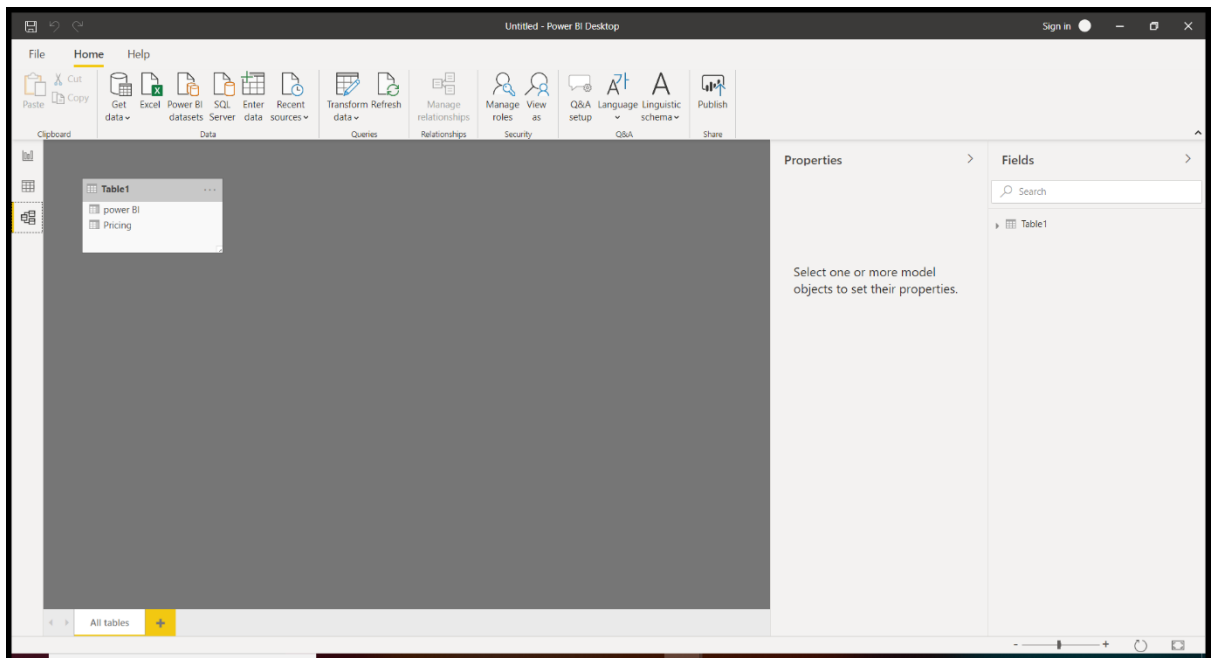 Untitled - Power BI Desktop
Sign in
File Home Help
Paste
Cut
Copy
Clipboard
Get data
Excel
Power BI datasets
SQL Server
Enter data
Recent sources
Data
Transform data
Refresh
Queries
Manage relationships
Relationships
Manage roles
View as
Security
Q&A setup
Language
Linguistic schema
Q&A
Publish
Share
Table1 ...
power BI
Pricing
Properties
Select one or more model
objects to set their properties.
Fields
Search
Table1
All tables +
- +